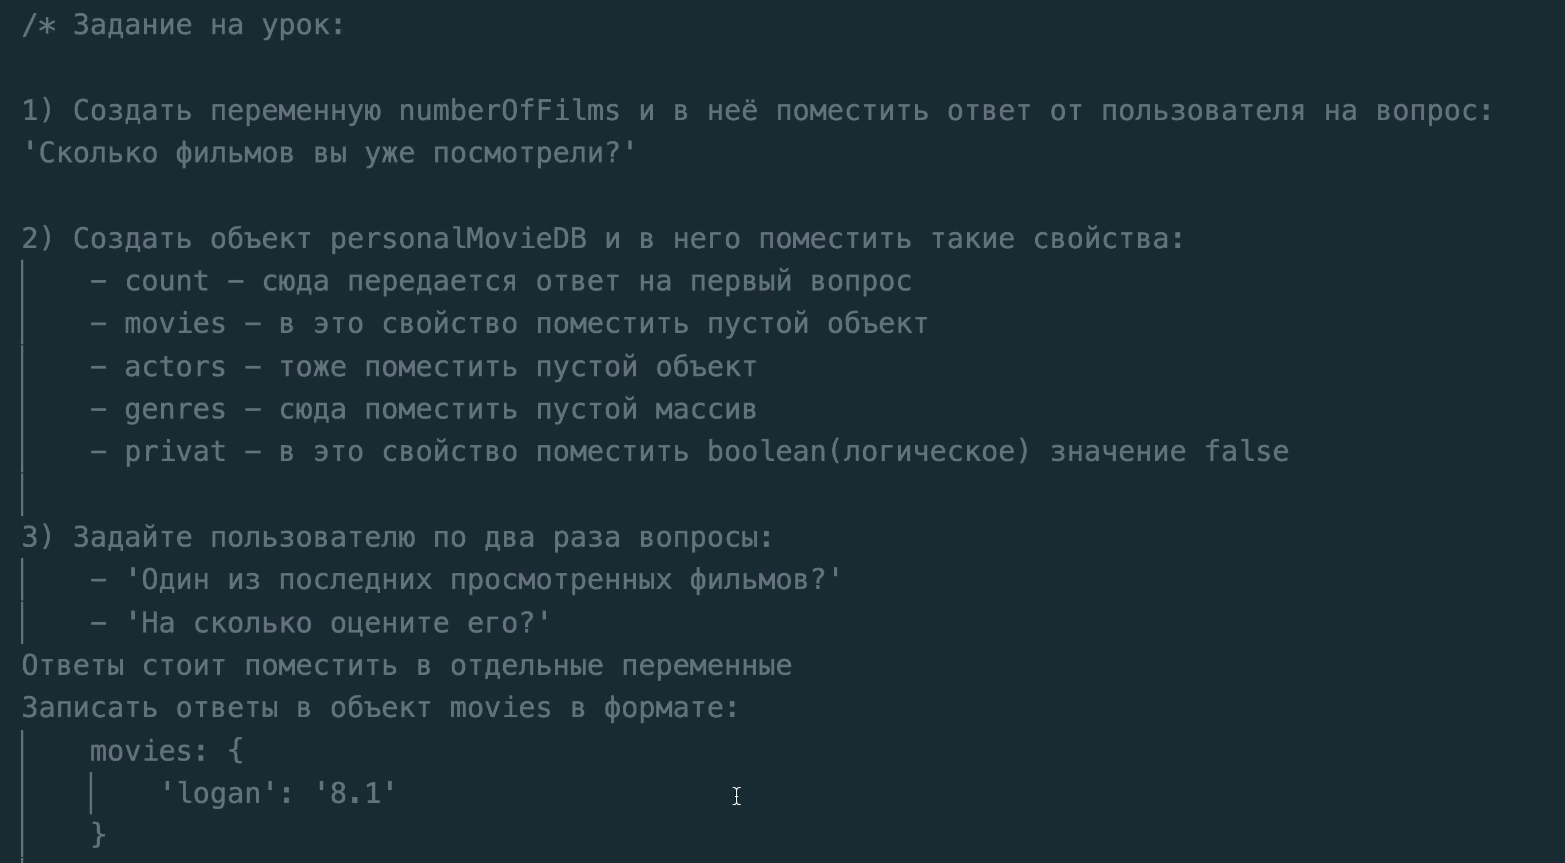 /* Задание на урок:
1) Создать переменную numberOfFilms и в неё поместить ответ от пользователя на вопрос:
'Сколько фильмов вы уже посмотрели?'
2) Создать объект personalMovieDB и в него поместить такие свойства:
– count – сюда передается ответ на первый вопрос
– movies – в это свойство поместить пустой объект
– actors – тоже поместить пустой объект
– genres – сюда поместить пустой массив
– privat – в это свойство поместить boolean(логическое) значение false
3) Задайте пользователю по два раза вопросы:
– 'Один из последних просмотренных фильмов?'
– 'На сколько оцените его?'
Ответы стоит поместить в отдельные переменные
Записать ответы в объект movies в формате:
movies: {
'logan': '8.1'
}